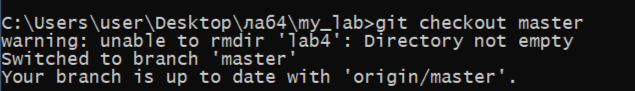 C:\Users\user\Desktop\ла64\my_lab>git checkout master
warning: unable to rmdir 'lab4': Directory not empty
Switched to branch 'master'
Your branch is up to date with 'origin/master'.